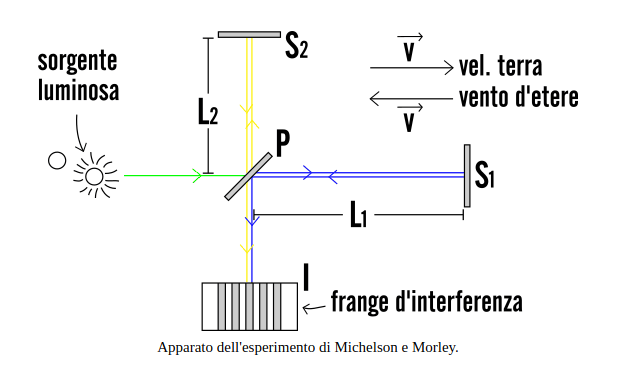 sorgente
luminosa
S2
v
vel. terra
vento d'etere
v
L2
P
S1
L1
I
frange d'interferenza
Apparato dell'esperimento di Michelson e Morley.